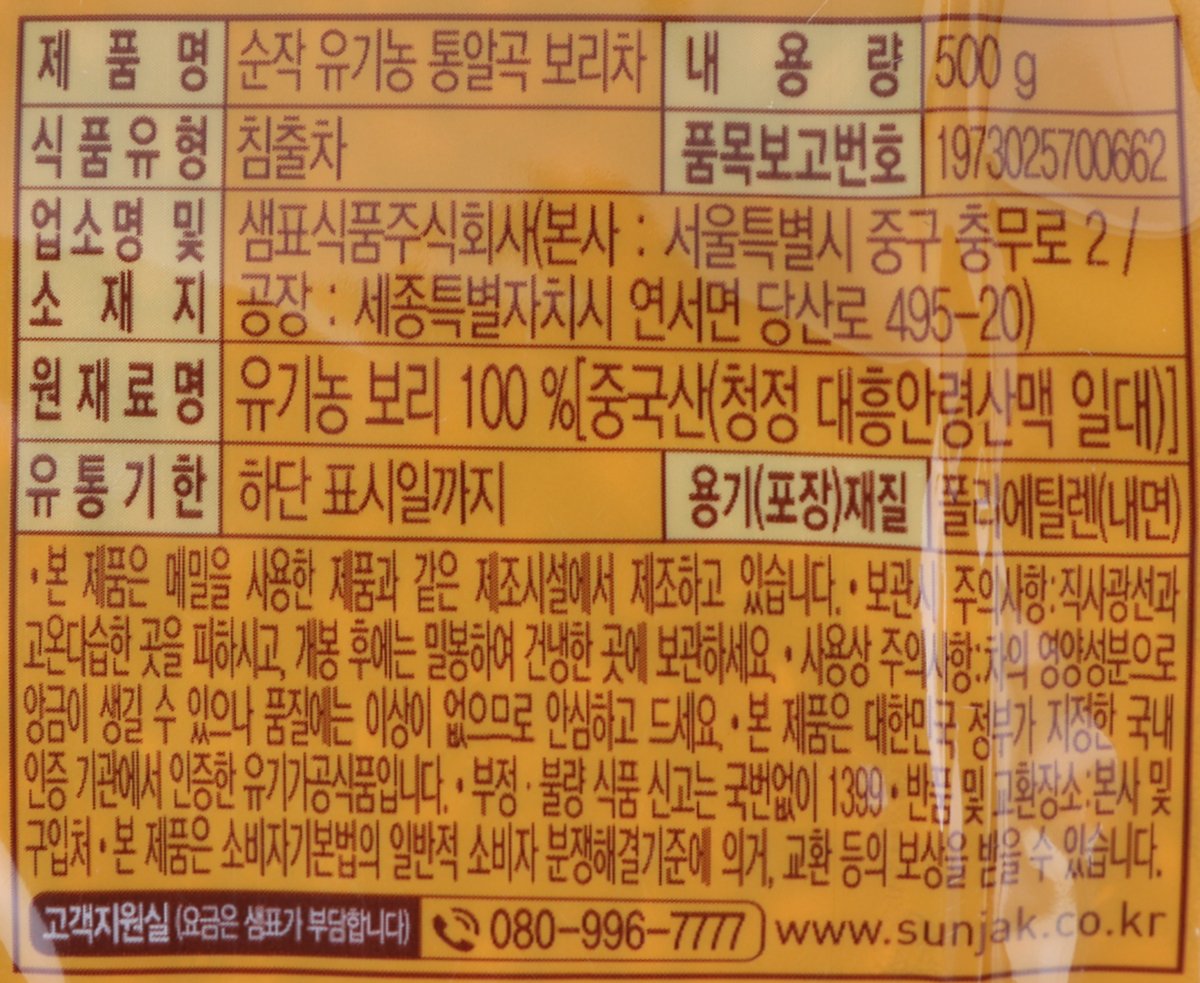 제품명 순작 유기농 통알곡 보리차 내용량 500 g
식품유형 침출차 품목보고번호 1973025700662
업소명 및 샘표식품주식회사(본사 : 서울특별시 중구 충무로 2 /
소재지 공장 : 세종특별자치시 연서면 당산로 495-20)
원재료명 유기농 보리 100 %[중국산(청정 대흥안령산맥 일대)]
유통기한 하단 표시일까지 용기(포장)재질 폴리에틸렌(내면)
•본 제품은 메밀을 사용한 제품과 같은 제조시설에서 제조하고 있습니다. •보관시 주의사항:직사광선과
고온다습한 곳을 피하시고, 개봉 후에는 밀봉하여 건냉한 곳에 보관하세요. •사용상 주의사항:차의 영양성분으로
앙금이 생길 수 있으나 품질에는 이상이 없으므로 안심하고 드세요. •본 제품은 대한민국 정부가 지정한 국내
인증 기관에서 인증한 유기가공식품입니다. •부정·불량 식품 신고는 국번없이 1399 •반품 및 교환장소:본사 및
구입처 •본 제품은 소비자기본법의 일반적 소비자 분쟁해결기준에 의거, 교환 등의 보상을 받을 수 있습니다.
고객지원실 (요금은 샘표가 부담합니다) 080-996-7777 www.sunjak.co.kr